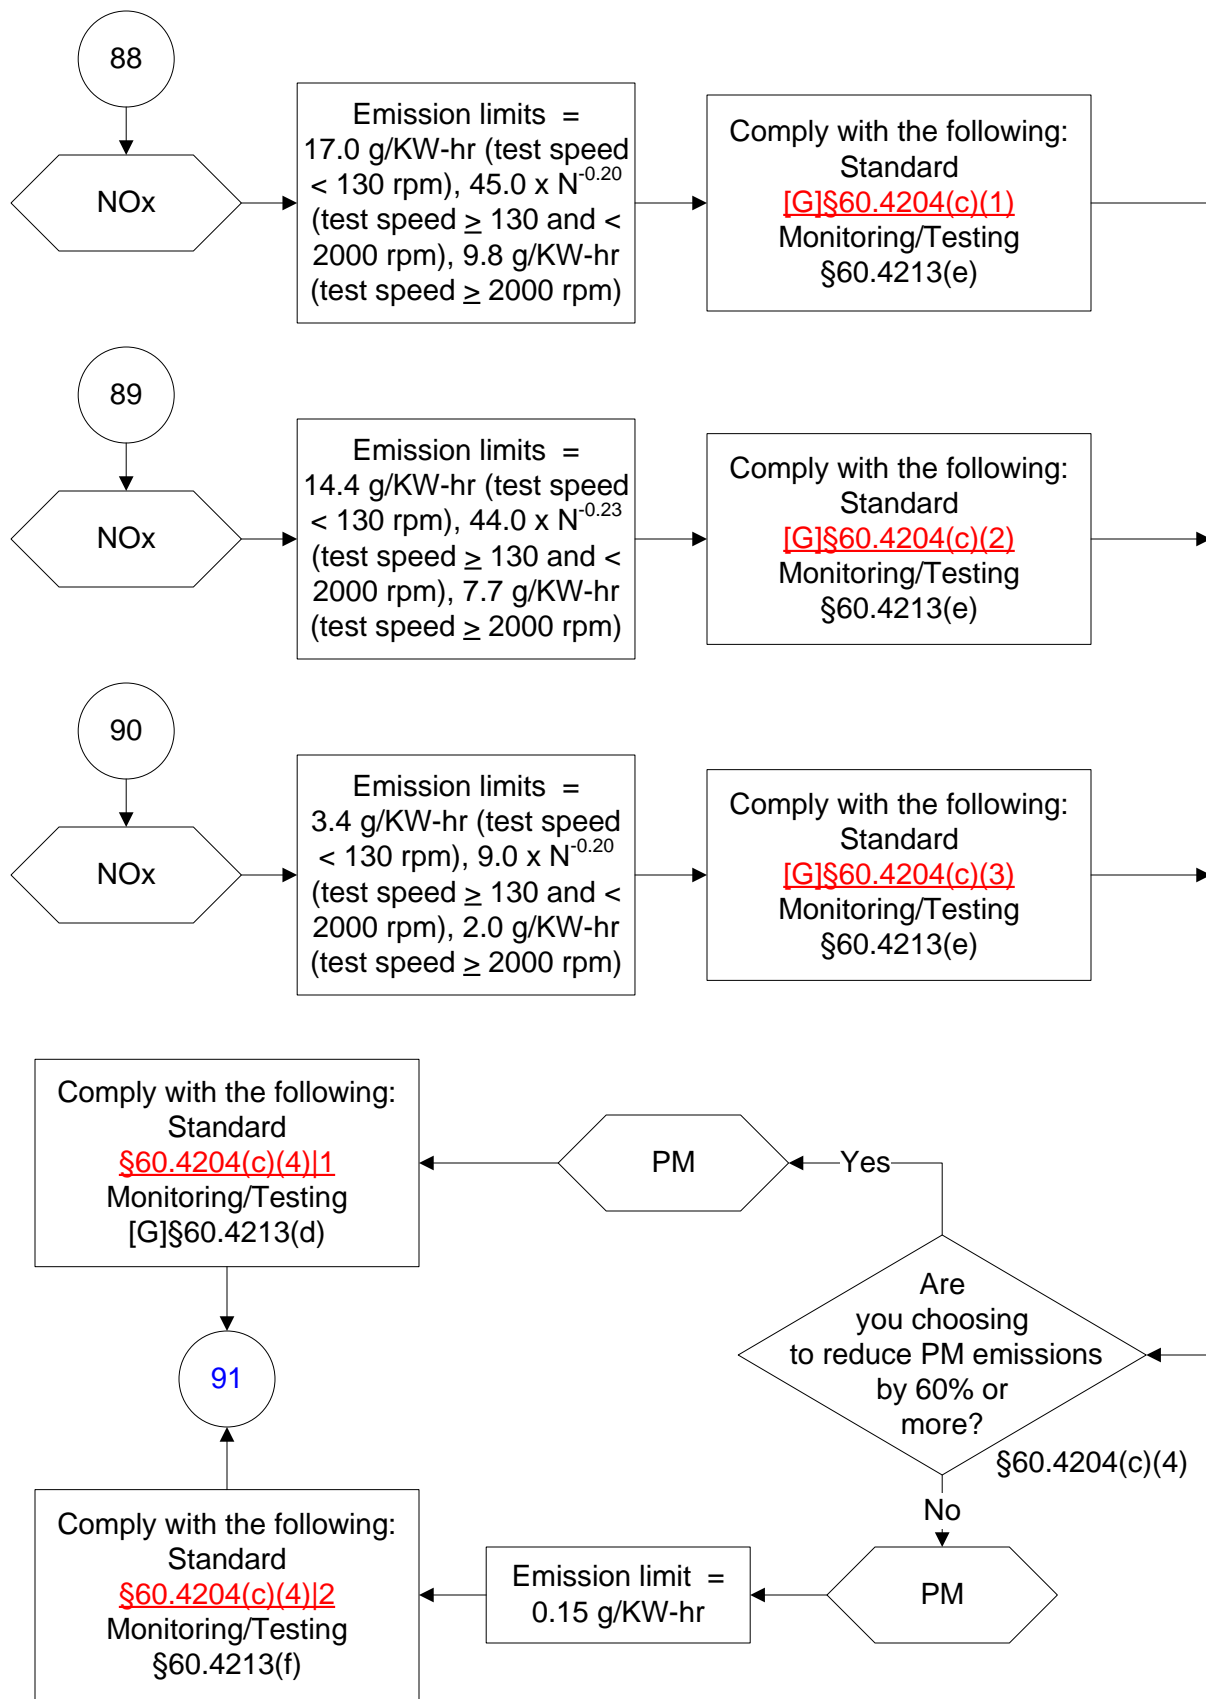 88
NOx
Emission limits =
17.0 g/KW-hr (test speed
< 130 rpm), 45.0 x N^-0.20
(test speed ≥ 130 and <
2000 rpm), 9.8 g/KW-hr
(test speed ≥ 2000 rpm)
Comply with the following:
Standard
[G]§60.4204(c)(1)
Monitoring/Testing
§60.4213(e)
89
NOx
Emission limits =
14.4 g/KW-hr (test speed
< 130 rpm), 44.0 x N^-0.23
(test speed ≥ 130 and <
2000 rpm), 7.7 g/KW-hr
(test speed ≥ 2000 rpm)
Comply with the following:
Standard
[G]§60.4204(c)(2)
Monitoring/Testing
§60.4213(e)
90
NOx
Emission limits =
3.4 g/KW-hr (test speed
< 130 rpm), 9.0 x N^-0.20
(test speed ≥ 130 and <
2000 rpm), 2.0 g/KW-hr
(test speed ≥ 2000 rpm)
Comply with the following:
Standard
[G]§60.4204(c)(3)
Monitoring/Testing
§60.4213(e)
Are
you choosing
to reduce PM emissions
by 60% or
more?
§60.4204(c)(4)
Yes
PM
Comply with the following:
Standard
§60.4204(c)(4)|1
Monitoring/Testing
[G]§60.4213(d)
No
PM
Emission limit =
0.15 g/KW-hr
Comply with the following:
Standard
§60.4204(c)(4)|2
Monitoring/Testing
§60.4213(f)
91